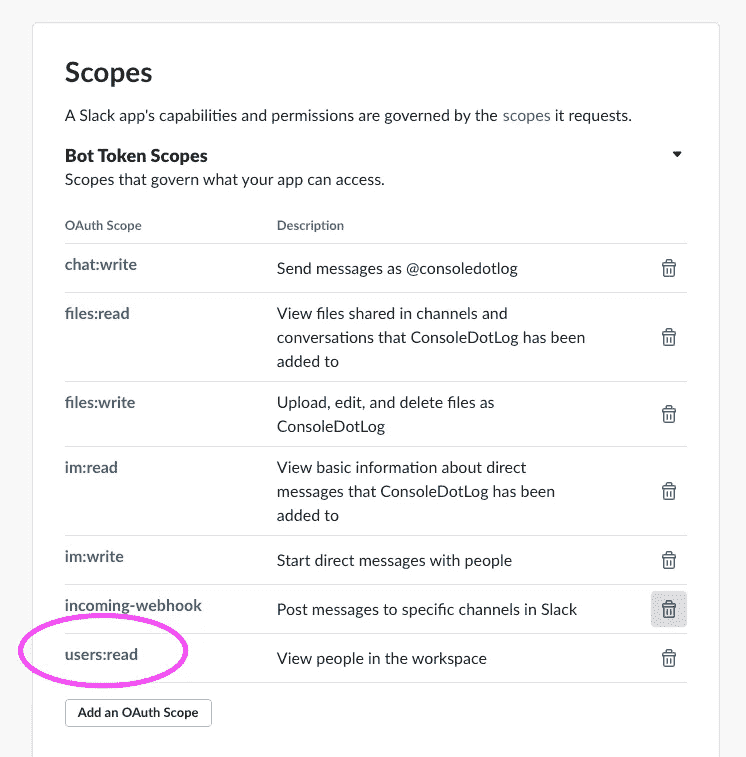 Scopes
A Slack app's capabilities and permissions are governed by the scopes it requests.
Bot Token Scopes
Scopes that govern what your app can access.
OAuth Scope Description
chat:write Send messages as @consoledotlog
files:read View files shared in channels and
conversations that ConsoleDotLog has been
added to
files:write Upload, edit, and delete files as
ConsoleDotLog
im:read View basic information about direct
messages that ConsoleDotLog has been
added to
im:write Start direct messages with people
incoming-webhook Post messages to specific channels in Slack
users:read View people in the workspace
Add an OAuth Scope